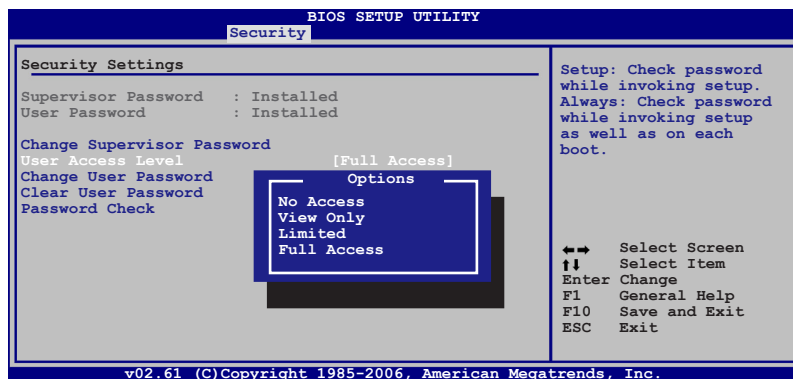 BIOS SETUP UTILITY
Security
Security Settings
Supervisor Password : Installed
User Password : Installed
Change Supervisor Password
User Access Level [Full Access]
Change User Password
Clear User Password
Password Check
Options
No Access
View Only
Limited
Full Access
Setup: Check password
while invoking setup.
Always: Check password
while invoking setup
as well as on each
boot.
←→ Select Screen
↑↓ Select Item
Enter Change
F1 General Help
F10 Save and Exit
ESC Exit
v02.61 (C)Copyright 1985-2006, American Megatrends, Inc.